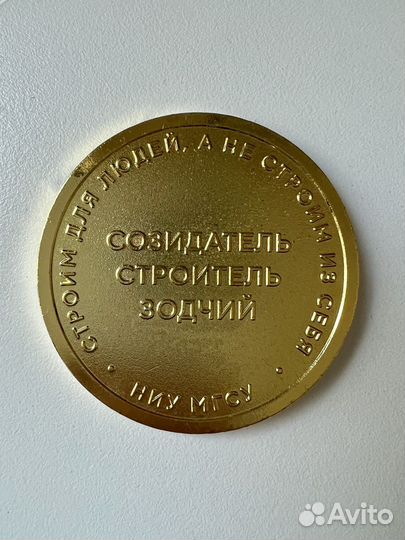 СТРОИМ ДЛЯ ЛЮДЕЙ, А НЕ СТРОИМ ИЗ СЕБЯ
СОЗИДАТЕЛЬ
СТРОИТЕЛЬ
ЗОДЧИЙ
• НИУ МГСУ •
Avito